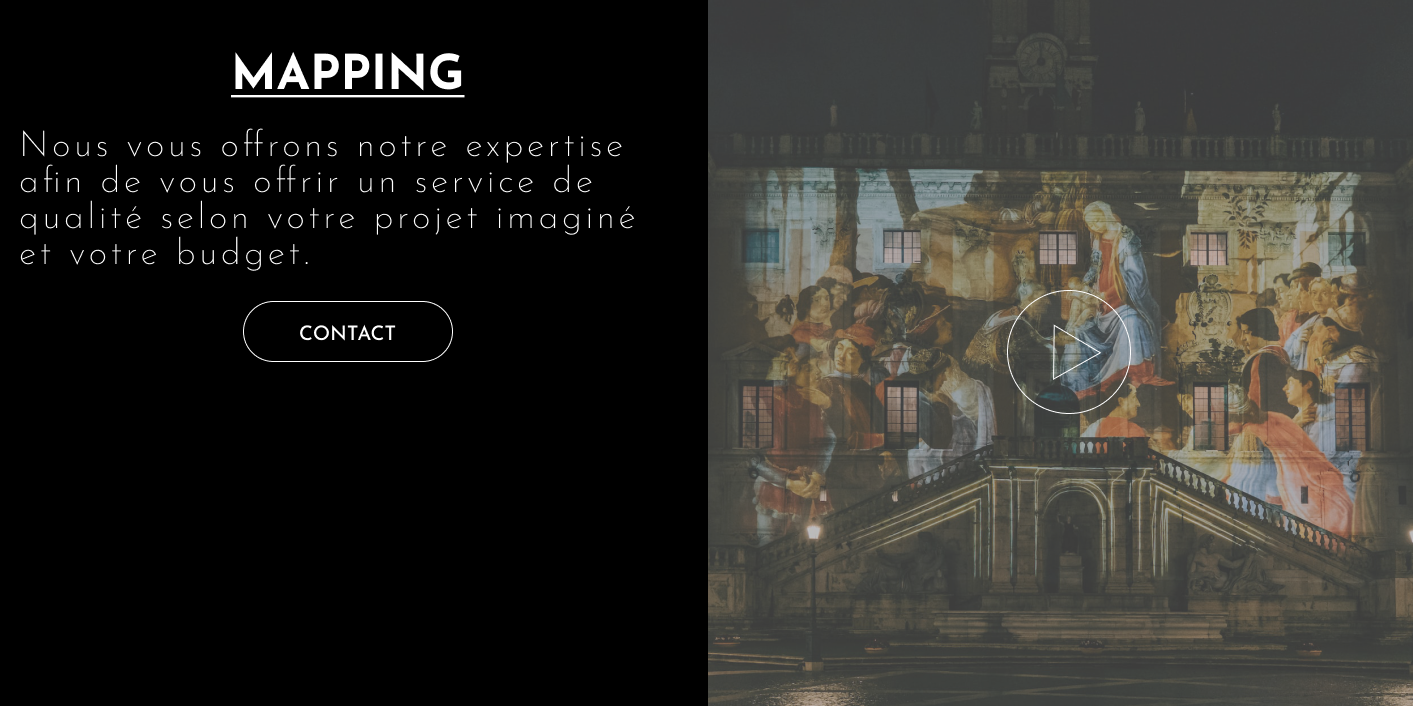 MAPPING
Nous vous offrons notre expertise
afin de vous offrir un service de
qualité selon votre projet imaginé
et votre budget.
CONTACT